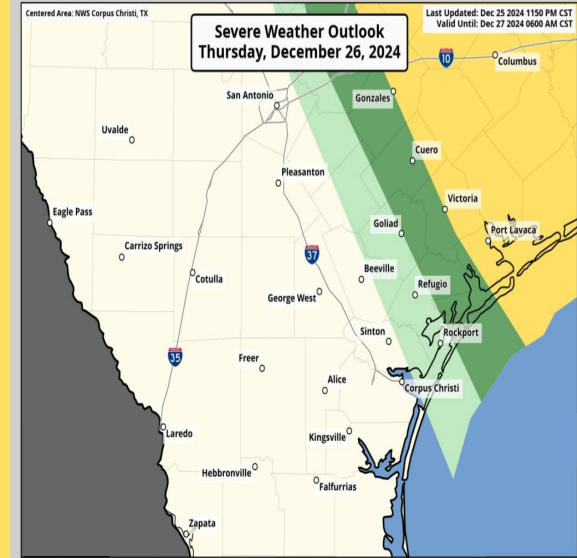 Centered Area: NWS Corpus Christi, TX
Last Updated: Dec 25 2024 1150 PM CST
Valid Until: Dec 27 2024 0600 AM CST
Severe Weather Outlook
Thursday, December 26, 2024
10
Columbus
San Antonio
Gonzales
Uvalde
Cuero
Pleasanton
Victoria
Eagle Pass
Goliad
Port Lavaca
Carrizo Springs
37
Cotulla
Beeville
Refugio
George West
Sinton
Rockport
35
Freer
Alice
Corpus Christi
Laredo
Kingsville
Hebbronville
Falfurrias
Zapata